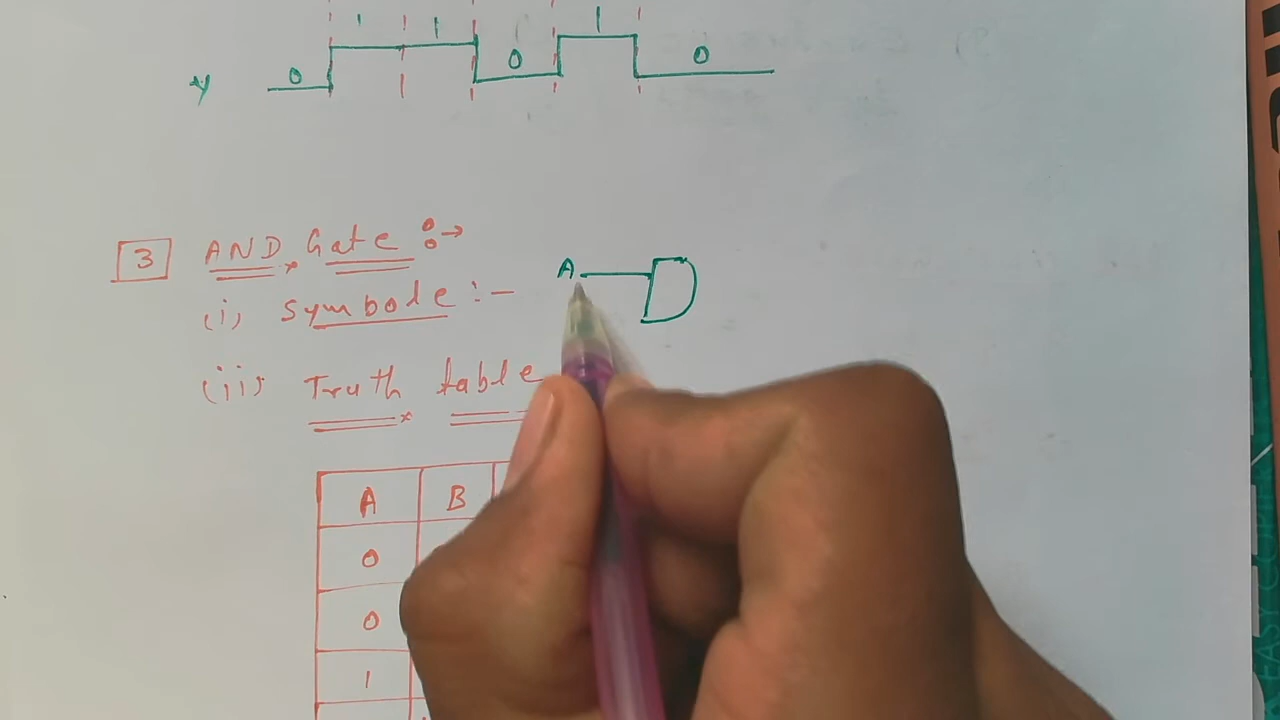 1 1 1
Y 0 0 0
3 AND Gate :→
A
(i) Symbole :-
(ii) Truth table
A B
0
0
1